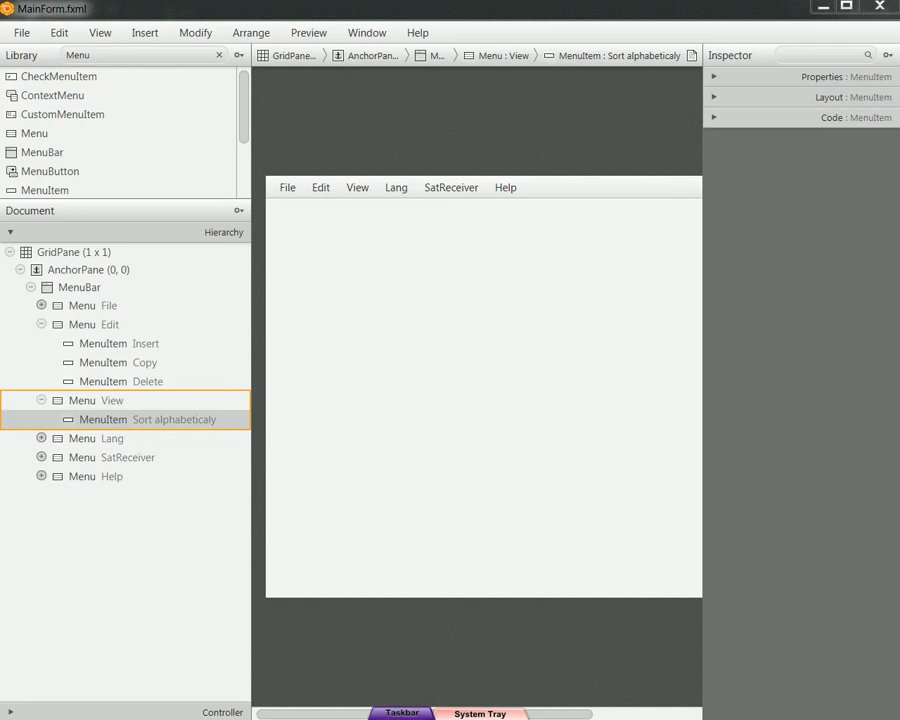 MainForm.fxml
File Edit View Insert Modify Arrange Preview Window Help
Library Menu
GridPane... AnchorPan... M... Menu : View MenuItem : Sort alphabeticaly
Inspector
CheckMenuItem
ContextMenu
CustomMenuItem
Menu
MenuBar
MenuButton
MenuItem
Properties : MenuItem
Layout : MenuItem
Code : MenuItem
Document
Hierarchy
GridPane (1 x 1)
AnchorPane (0, 0)
MenuBar
Menu File
Menu Edit
MenuItem Insert
MenuItem Copy
MenuItem Delete
Menu View
MenuItem Sort alphabeticaly
Menu Lang
Menu SatReceiver
Menu Help
File Edit View Lang SatReceiver Help
Controller
Taskbar System Tray